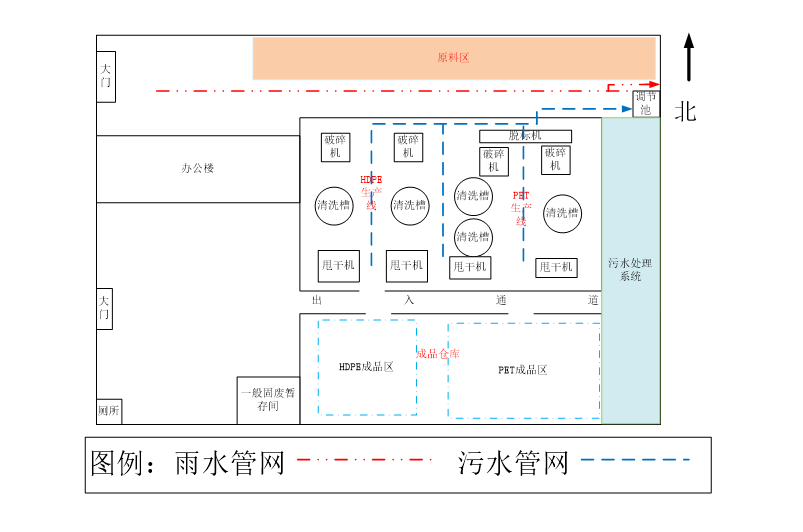 原料区
大
门
调节
池
北
脱标机
破碎
机
破碎
机
破碎
机
破碎
机
办公楼
HDPE
生产
线
PET
生产
线
清洗槽
清洗槽
清洗槽
清洗槽
清洗槽
甩干机
甩干机
甩干机
甩干机
污水处理
系统
大
门
出 入 通 道
成品仓库
HDPE成品区
PET成品区
一般固废暂
存间
厕所
图例：雨水管网 污水管网